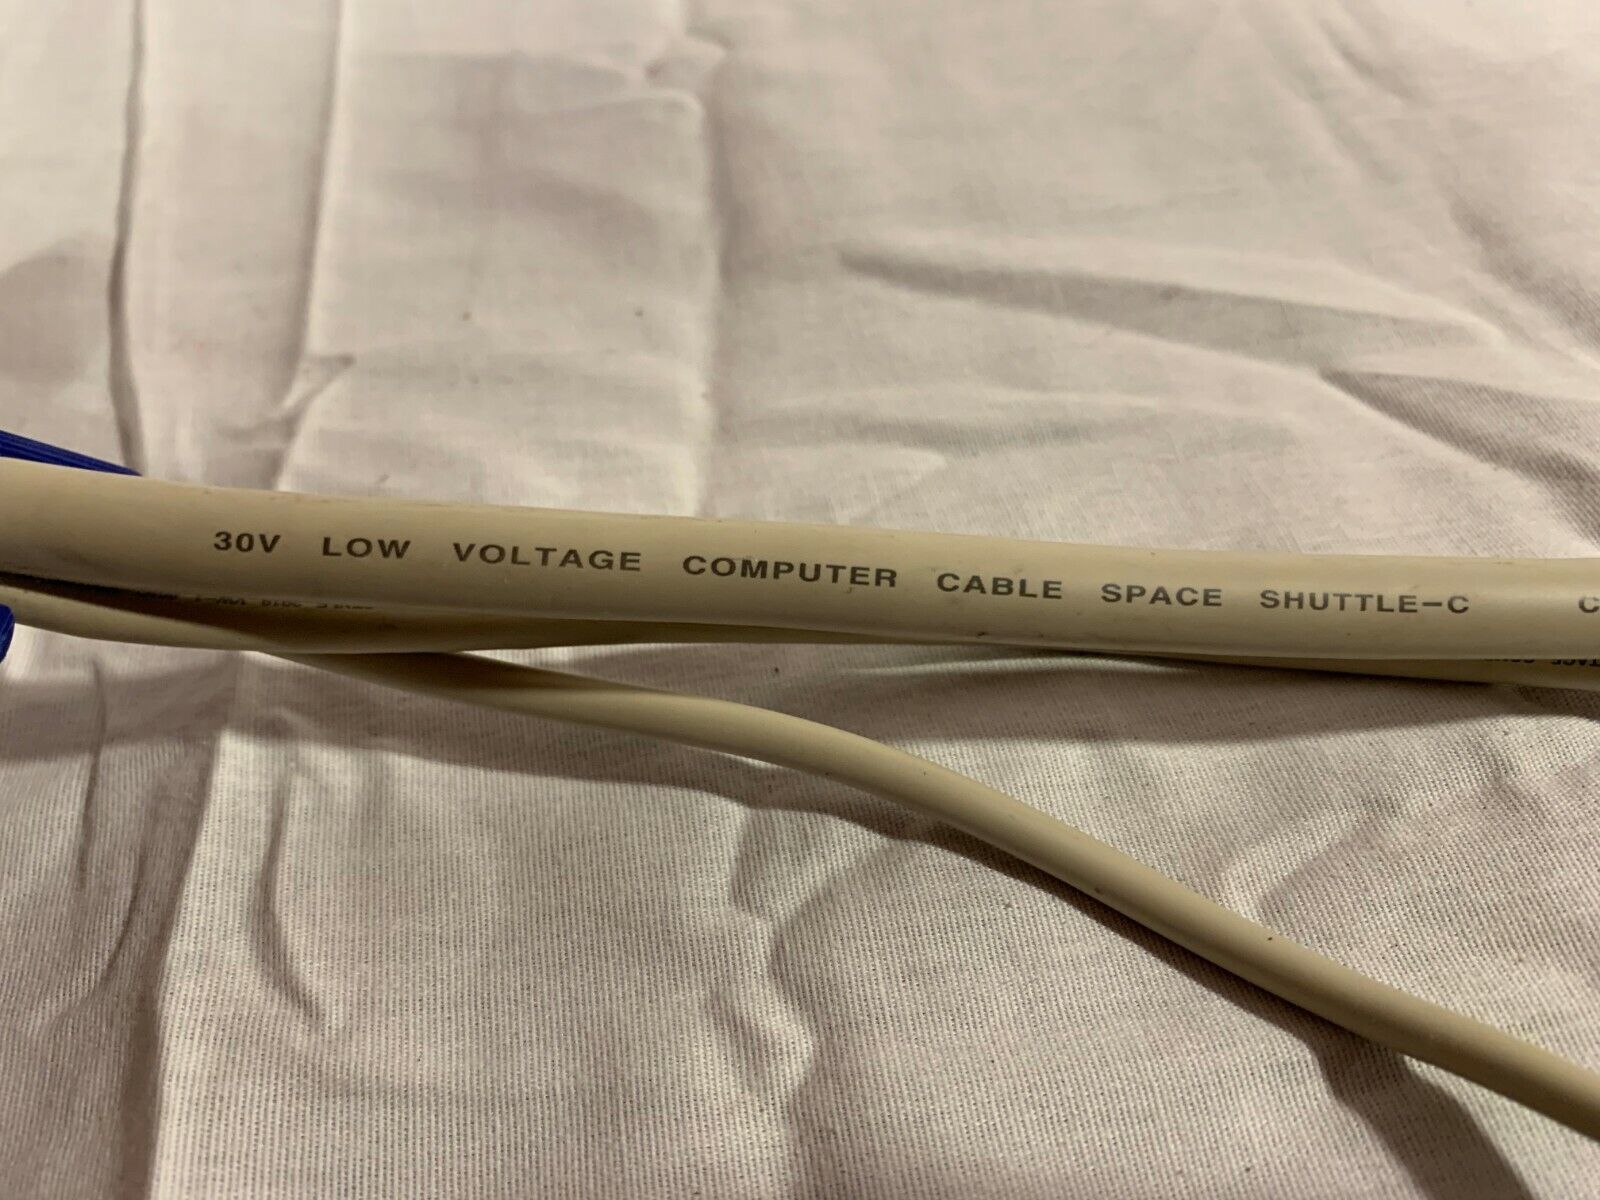 30V LOW VOLTAGE COMPUTER CABLE SPACE SHUTTLE-C C